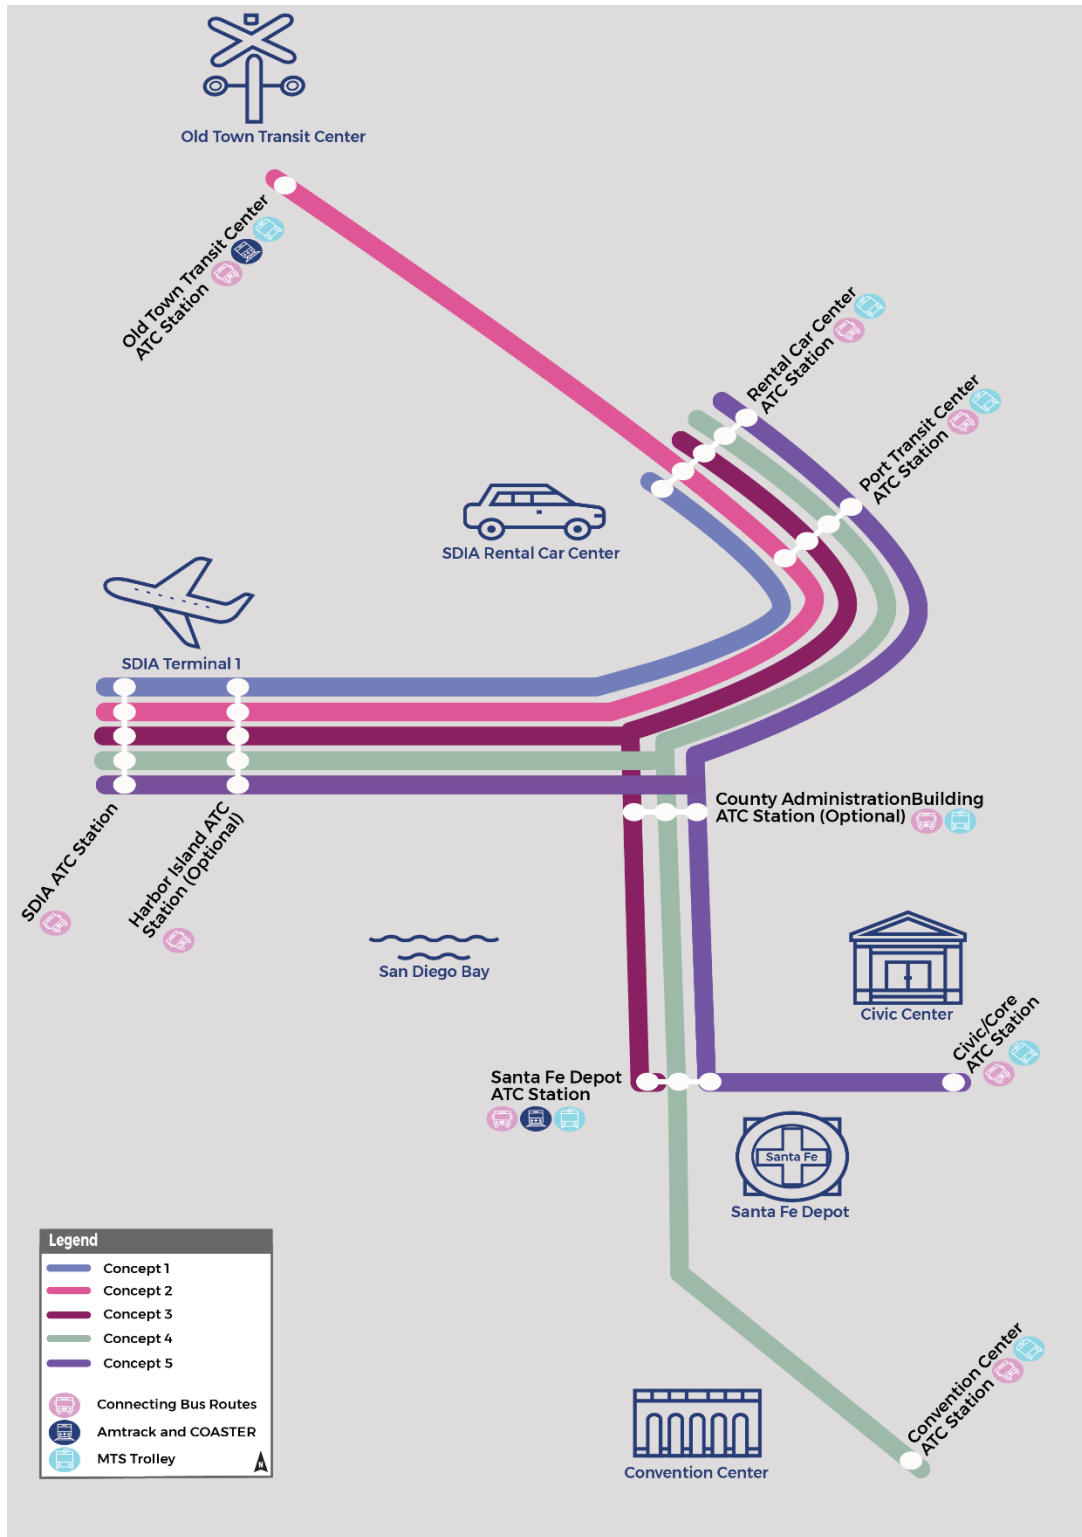 Old Town Transit Center
Old Town Transit Center
ATC Station
Rental Car Center
ATC Station
Port Transit Center
ATC Station
SDIA Rental Car Center
SDIA Terminal 1
SDIA ATC Station
Harbor Island ATC
Station (Optional)
County AdministrationBuilding
ATC Station (Optional)
San Diego Bay
Civic Center
Civic/Core
ATC Station
Santa Fe Depot
ATC Station
Santa Fe
Santa Fe Depot
Legend
Concept 1
Concept 2
Concept 3
Concept 4
Concept 5
Connecting Bus Routes
Amtrack and COASTER
MTS Trolley
N
Convention Center
ATC Station
Convention Center